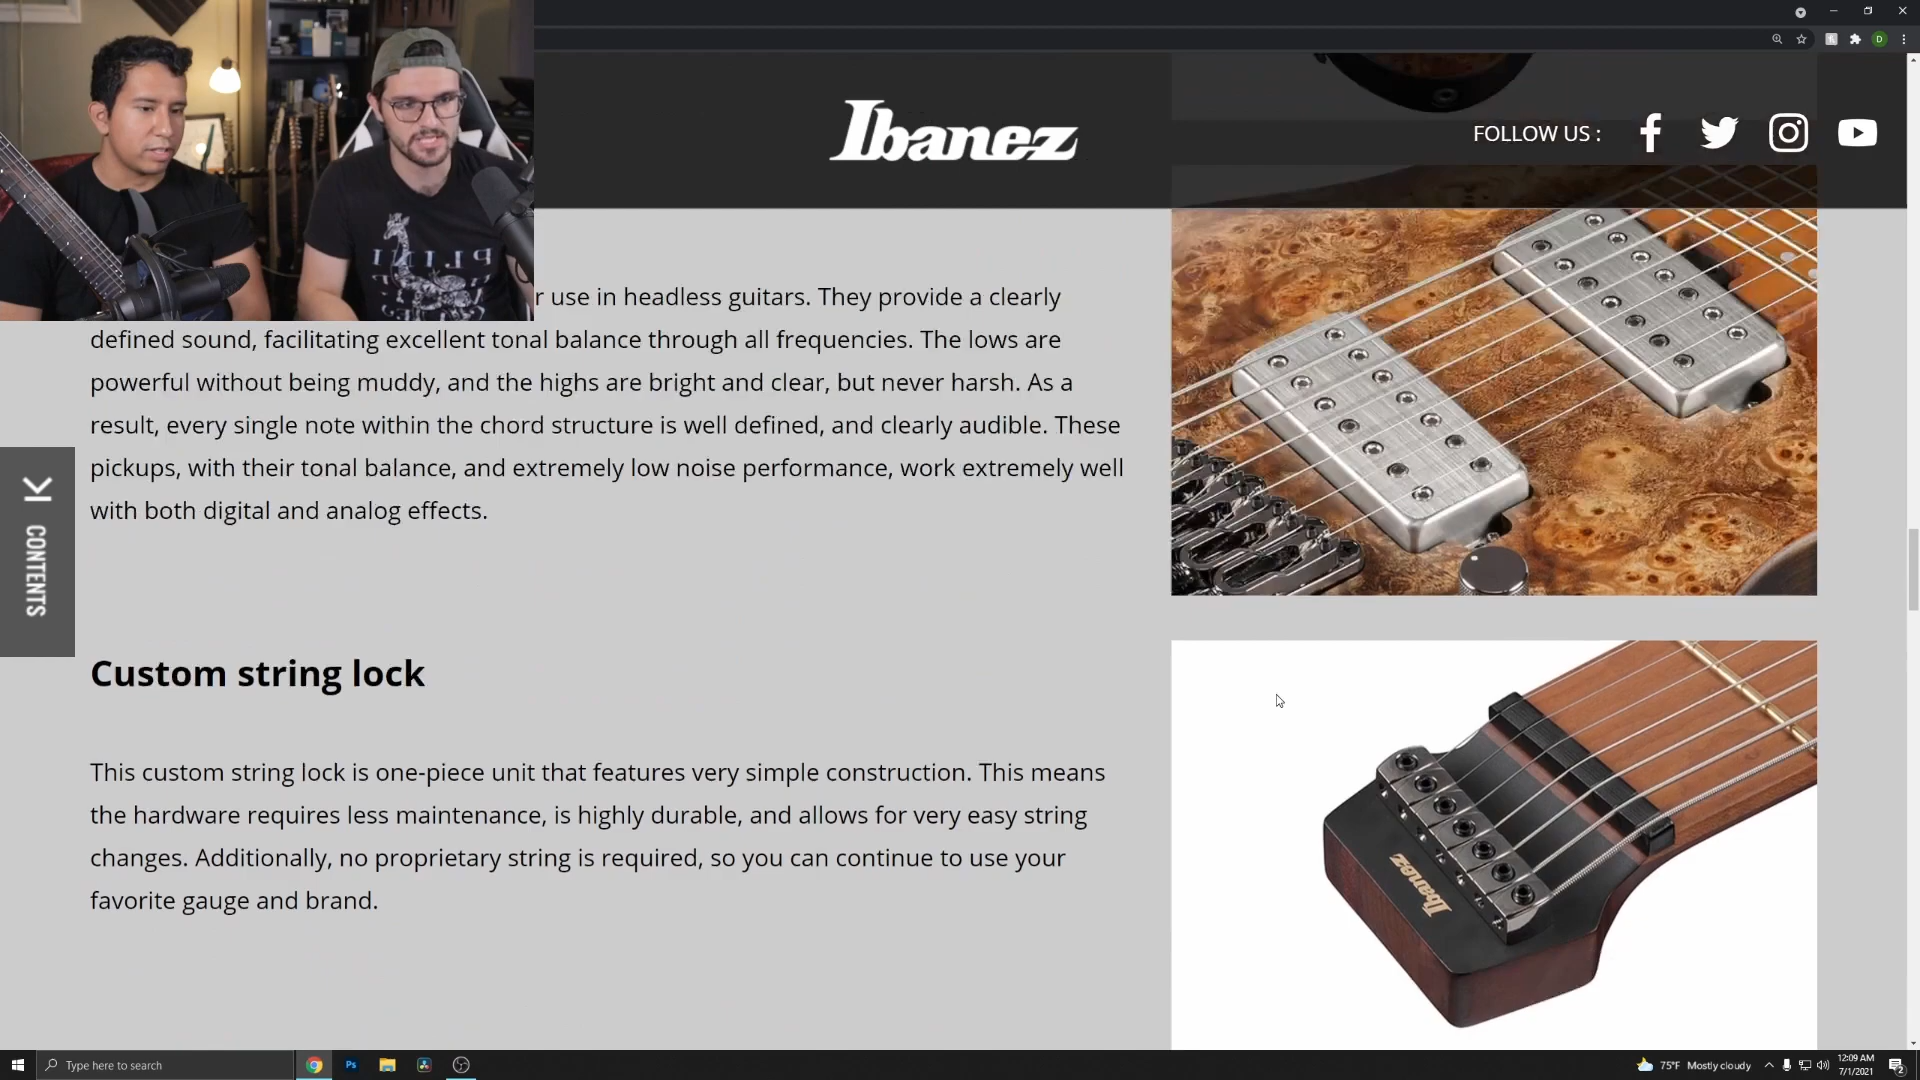 Ibanez
FOLLOW US :
PLINI
r use in headless guitars. They provide a clearly
defined sound, facilitating excellent tonal balance through all frequencies. The lows are
powerful without being muddy, and the highs are bright and clear, but never harsh. As a
result, every single note within the chord structure is well defined, and clearly audible. These
pickups, with their tonal balance, and extremely low noise performance, work extremely well
with both digital and analog effects.
CONTENTS
Custom string lock
This custom string lock is one-piece unit that features very simple construction. This means
the hardware requires less maintenance, is highly durable, and allows for very easy string
changes. Additionally, no proprietary string is required, so you can continue to use your
favorite gauge and brand.
Ibanez
Type here to search
Ps
75°F Mostly cloudy
12:09 AM
7/1/2021
2
D